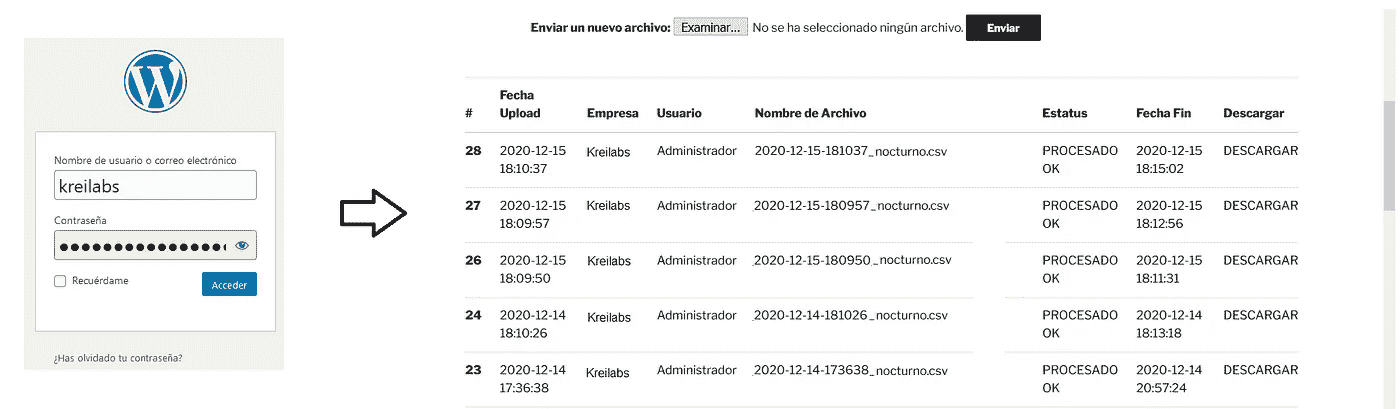 Nombre de usuario o correo electrónico
kreilabs
Contraseña
Recuérdame
Acceder
¿Has olvidado tu contraseña?
Enviar un nuevo archivo: Examinar... No se ha seleccionado ningún archivo. Enviar
# Fecha Upload Empresa Usuario Nombre de Archivo Estatus Fecha Fin Descargar
28 2020-12-15 Kreilabs Administrador 2020-12-15-181037_nocturno.csv PROCESADO 2020-12-15 DESCARGAR
18:10:37 OK 18:15:02
27 2020-12-15 Kreilabs Administrador 2020-12-15-180957_nocturno.csv PROCESADO 2020-12-15 DESCARGAR
18:09:57 OK 18:12:56
26 2020-12-15 Kreilabs Administrador 2020-12-15-180950_nocturno.csv PROCESADO 2020-12-15 DESCARGAR
18:09:50 OK 18:11:31
24 2020-12-14 Kreilabs Administrador 2020-12-14-181026_nocturno.csv PROCESADO 2020-12-14 DESCARGAR
18:10:26 OK 18:13:18
23 2020-12-14 Kreilabs Administrador 2020-12-14-173638_nocturno.csv PROCESADO 2020-12-14 DESCARGAR
17:36:38 OK 20:57:24